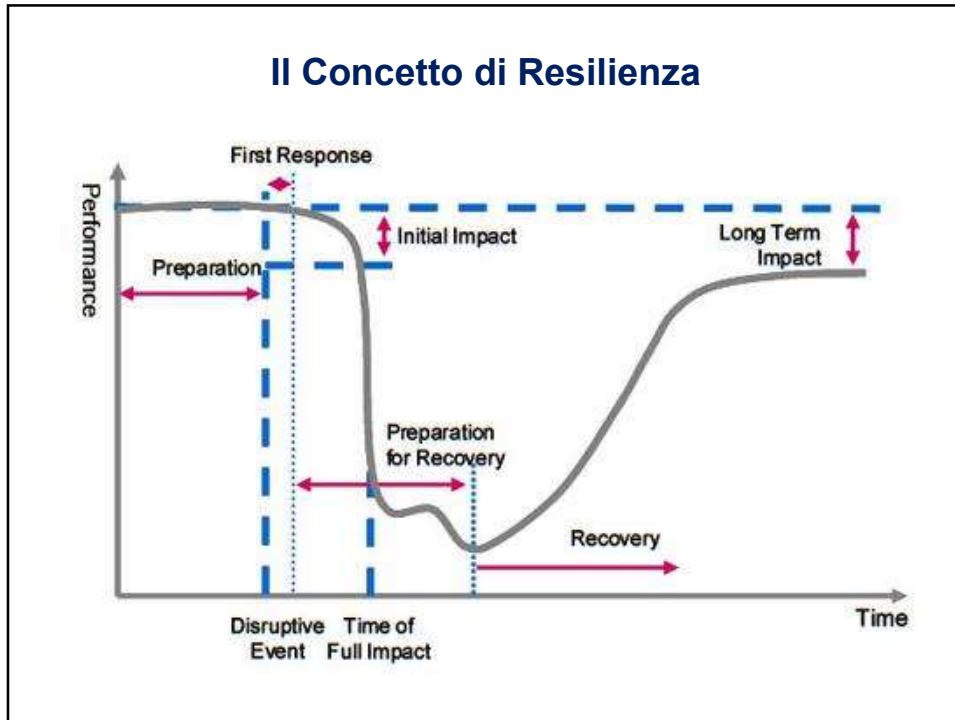 Il Concetto di Resilienza
First Response
Performance
Initial Impact
Long Term
Impact
Preparation
Preparation
for Recovery
Recovery
Time
Disruptive
Event
Time of
Full Impact